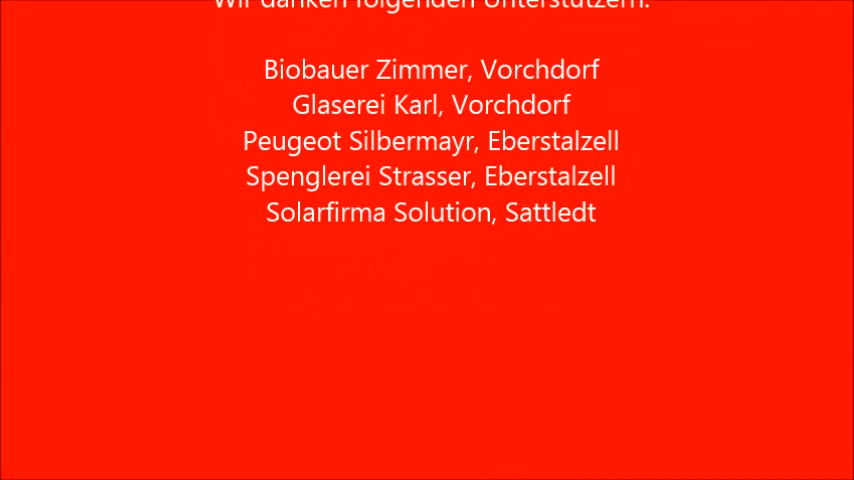 Wir danken folgenden Unterstützern:
Biobauer Zimmer, Vorchdorf
Glaserei Karl, Vorchdorf
Peugeot Silbermayr, Eberstalzell
Spenglerei Strasser, Eberstalzell
Solarfirma Solution, Sattledt